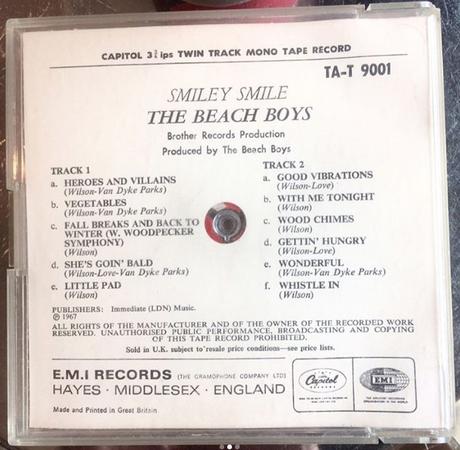 CAPITOL 3¾ ips TWIN TRACK MONO TAPE RECORD
TA-T 9001
SMILEY SMILE
THE BEACH BOYS
Brother Records Production
Produced by The Beach Boys
TRACK 1
a. HEROES AND VILLAINS
(Wilson-Van Dyke Parks)
b. VEGETABLES
(Wilson-Van Dyke Parks)
c. FALL BREAKS AND BACK TO
WINTER (W. WOODPECKER
SYMPHONY)
(Wilson)
d. SHE'S GOIN' BALD
(Wilson-Love-Van Dyke Parks)
e. LITTLE PAD
(Wilson)
TRACK 2
a. GOOD VIBRATIONS
(Wilson-Love)
b. WITH ME TONIGHT
(Wilson)
c. WOOD CHIMES
(Wilson)
d. GETTIN' HUNGRY
(Wilson-Love)
e. WONDERFUL
(Wilson-Van Dyke Parks)
f. WHISTLE IN
(Wilson)
PUBLISHERS: Immediate (LDN) Music.
℗ 1967
ALL RIGHTS OF THE MANUFACTURER AND OF THE OWNER OF THE RECORDED WORK
RESERVED. UNAUTHORISED PUBLIC PERFORMANCE, BROADCASTING AND COPYING
OF THIS TAPE RECORD PROHIBITED.
Sold in U.K. subject to resale price conditions—see price lists.
E.M.I RECORDS (THE GRAMOPHONE COMPANY LTD)
HAYES · MIDDLESEX · ENGLAND
Made and Printed in Great Britain
Capitol
EMI